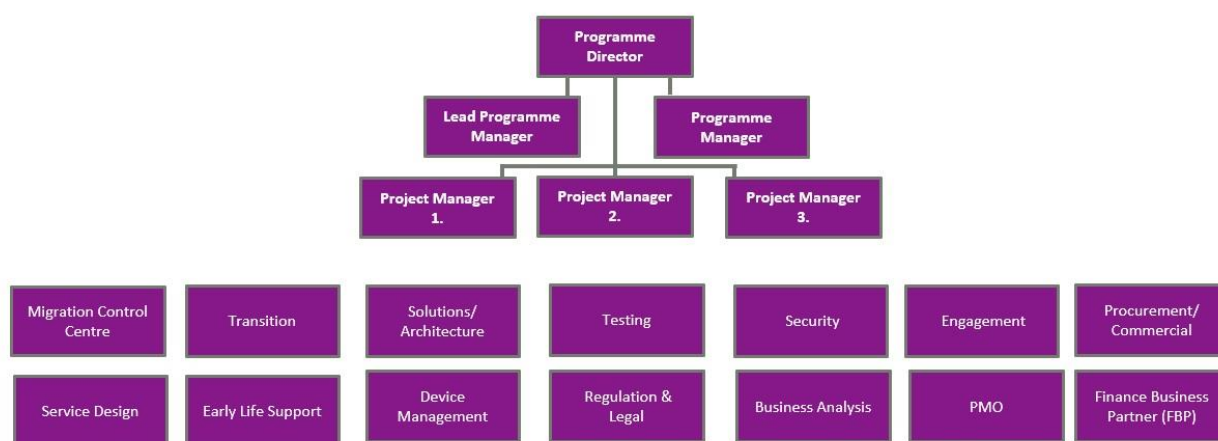 Programme
Director
Lead Programme
Manager
Programme
Manager
Project Manager
1.
Project Manager
2.
Project Manager
3.
Migration Control
Centre
Transition
Solutions/
Architecture
Testing
Security
Engagement
Procurement/
Commercial
Service Design
Early Life Support
Device
Management
Regulation &
Legal
Business Analysis
PMO
Finance Business
Partner (FBP)